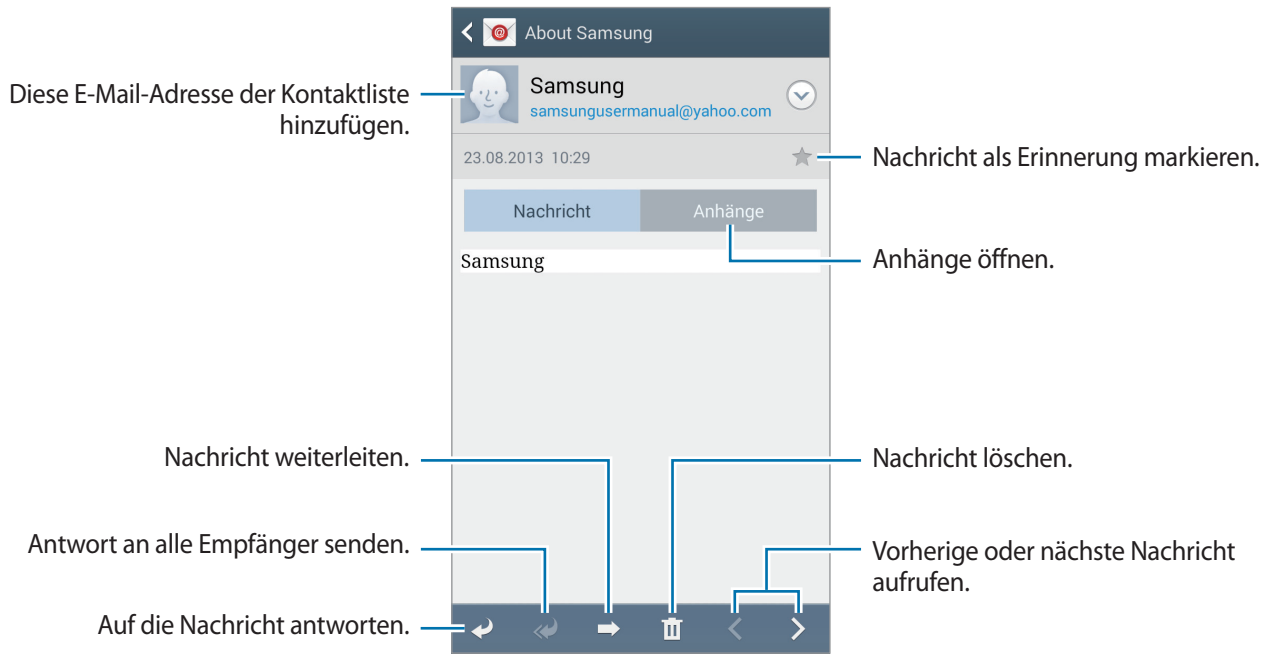 About Samsung
Diese E-Mail-Adresse der Kontaktliste
hinzufügen.
Samsung
samsungusermanual@yahoo.com
23.08.2013 10:29
Nachricht als Erinnerung markieren.
Nachricht
Anhänge
Anhänge öffnen.
Samsung
Nachricht weiterleiten.
Nachricht löschen.
Antwort an alle Empfänger senden.
Vorherige oder nächste Nachricht
aufrufen.
Auf die Nachricht antworten.